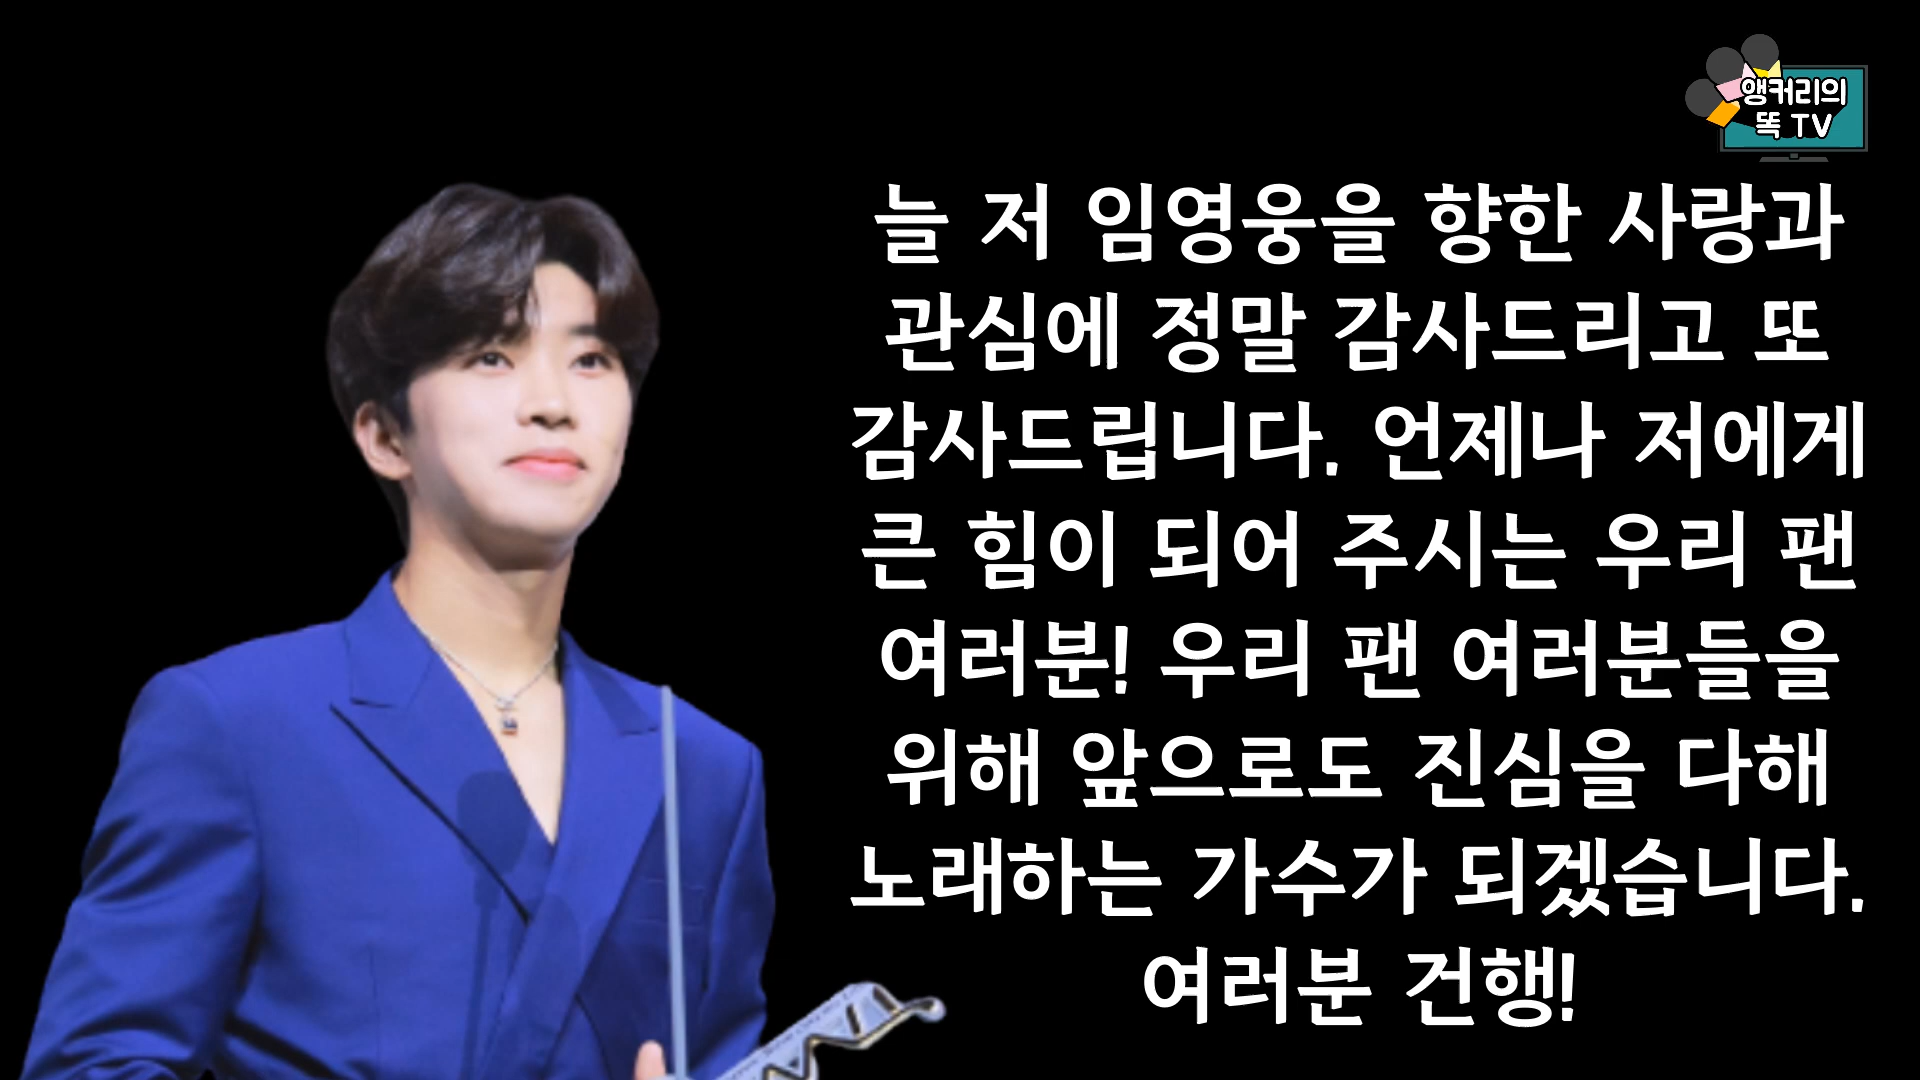 앵커리의
똑 TV
늘 저 임영웅을 향한 사랑과
관심에 정말 감사드리고 또
감사드립니다. 언제나 저에게
큰 힘이 되어 주시는 우리 팬
여러분! 우리 팬 여러분들을
위해 앞으로도 진심을 다해
노래하는 가수가 되겠습니다.
여러분 건행!